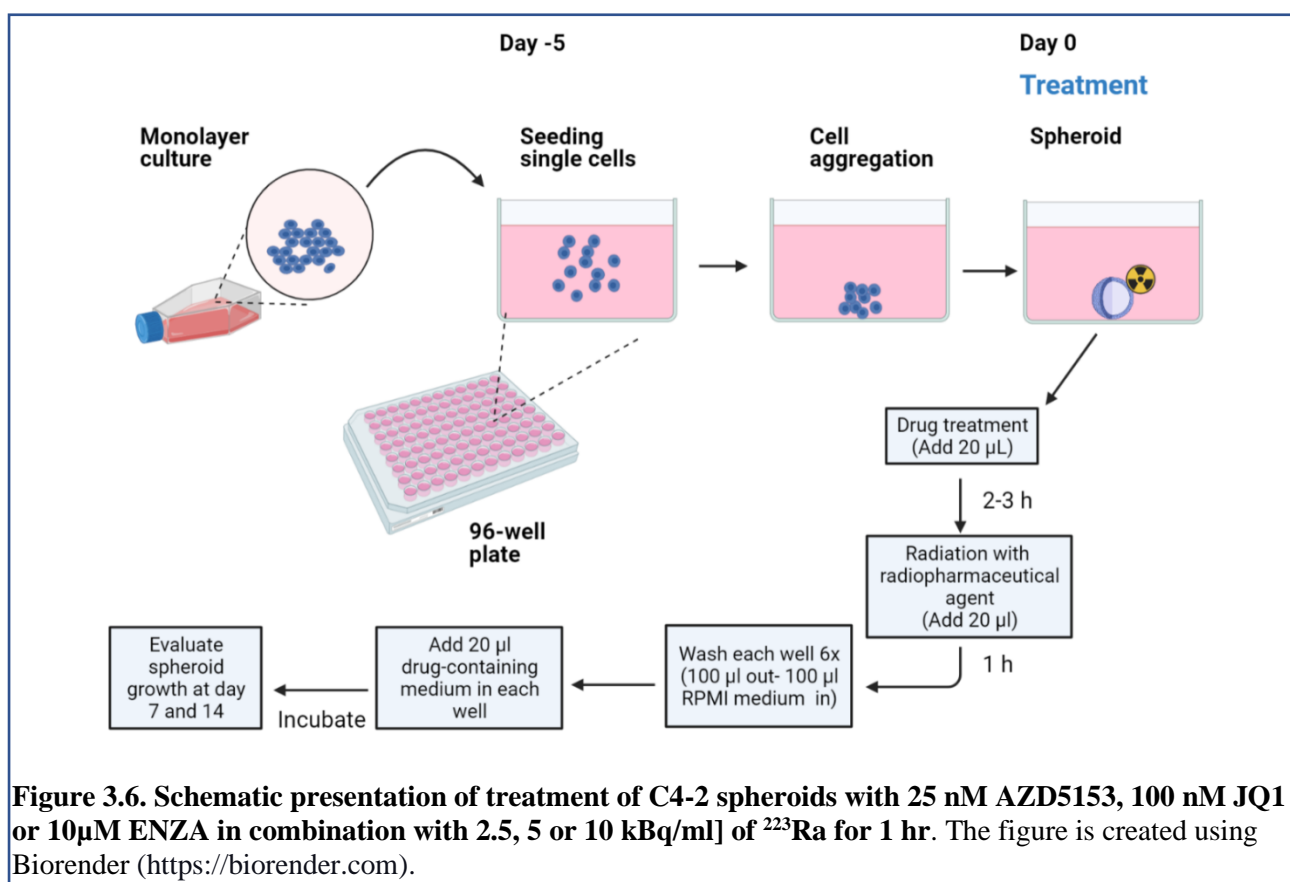 Day -5
Day 0
Treatment
Monolayer
culture
Seeding
single cells
Cell
aggregation
Spheroid
96-well
plate
Drug treatment
(Add 20 µL)
2-3 h
Radiation with
radiopharmaceutical
agent
(Add 20 µl)
1 h
Wash each well 6x
(100 µl out- 100 µl
RPMI medium in)
Add 20 µl
drug-containing
medium in each
well
Incubate
Evaluate
spheroid
growth at day
7 and 14
Figure 3.6. Schematic presentation of treatment of C4-2 spheroids with 25 nM AZD5153, 100 nM JQ1
or 10µM ENZA in combination with 2.5, 5 or 10 kBq/ml] of ²²³Ra for 1 hr. The figure is created using
Biorender (https://biorender.com).